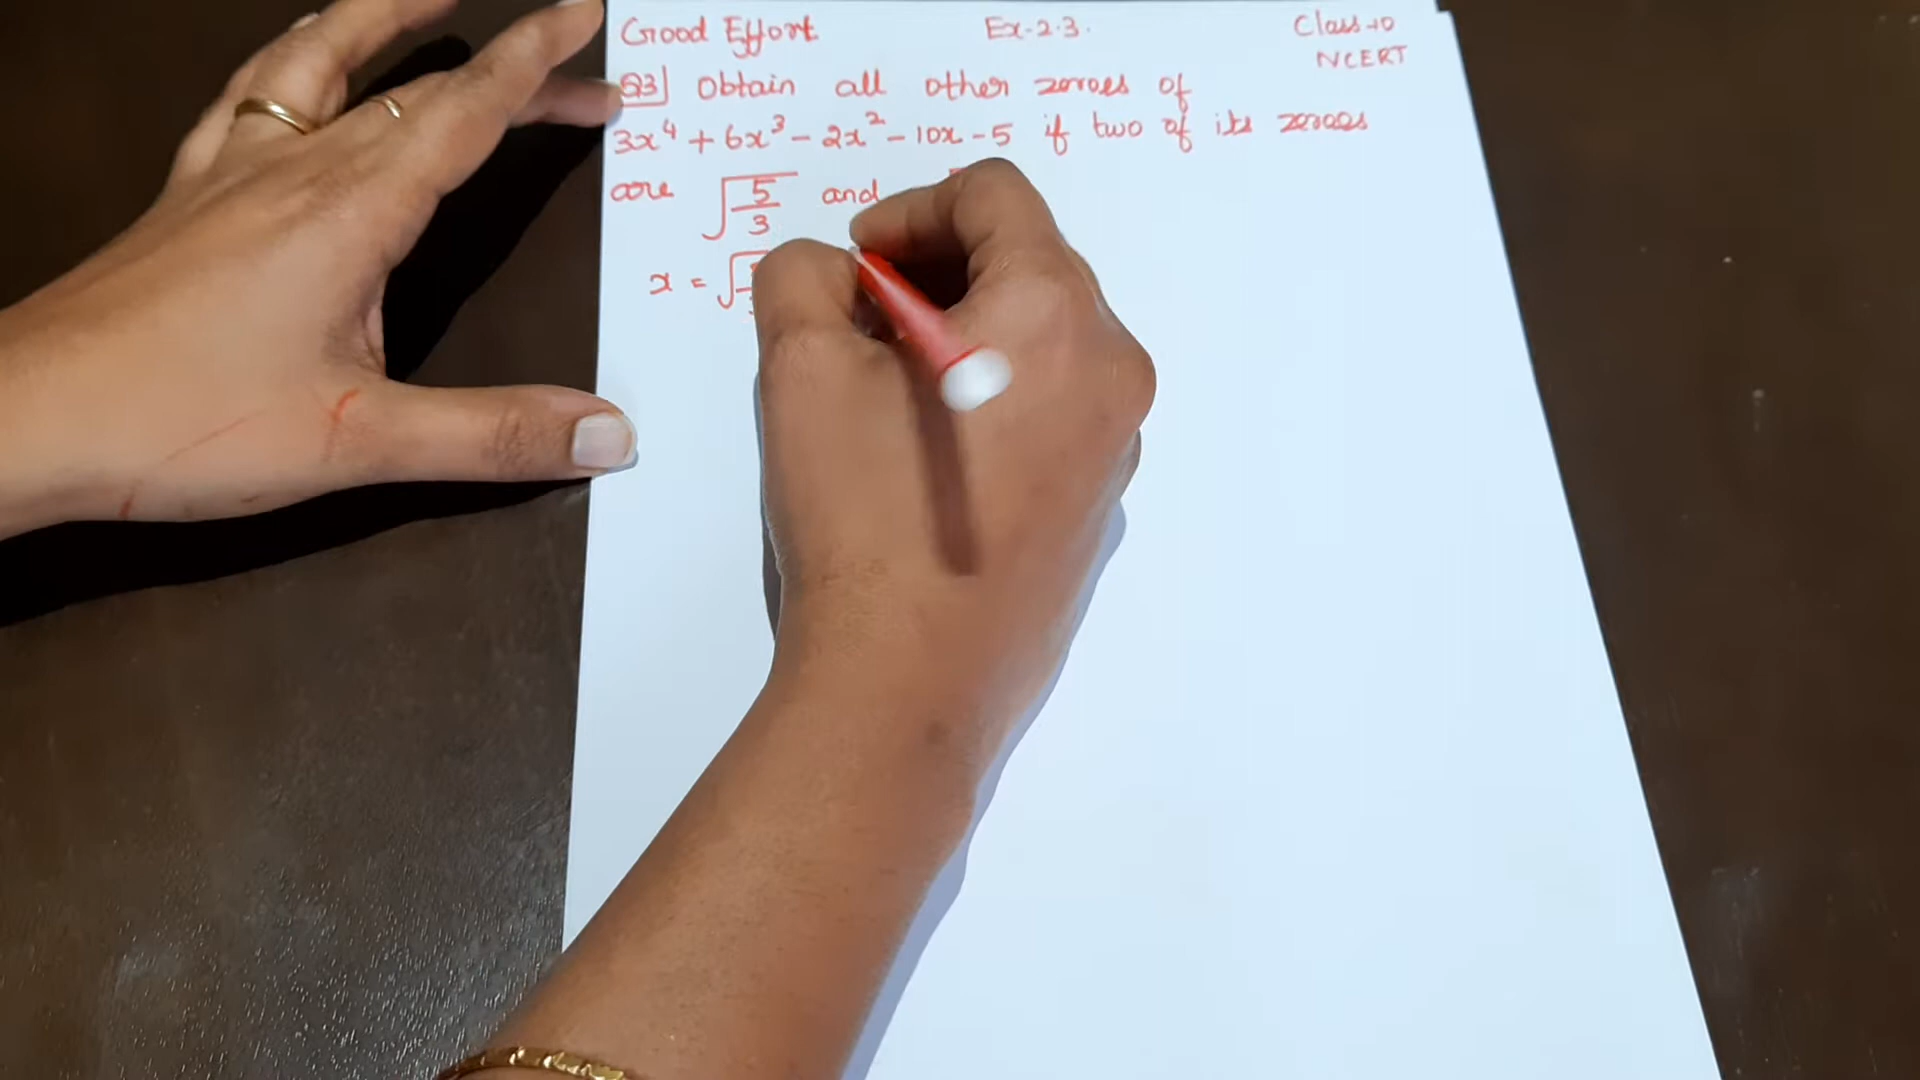 Good Effort Ex-2.3. Class-10
NCERT
Q3] Obtain all other zeroes of
3x⁴ + 6x³ - 2x² - 10x - 5 if two of its zeroes
are √5/3 and
x = √